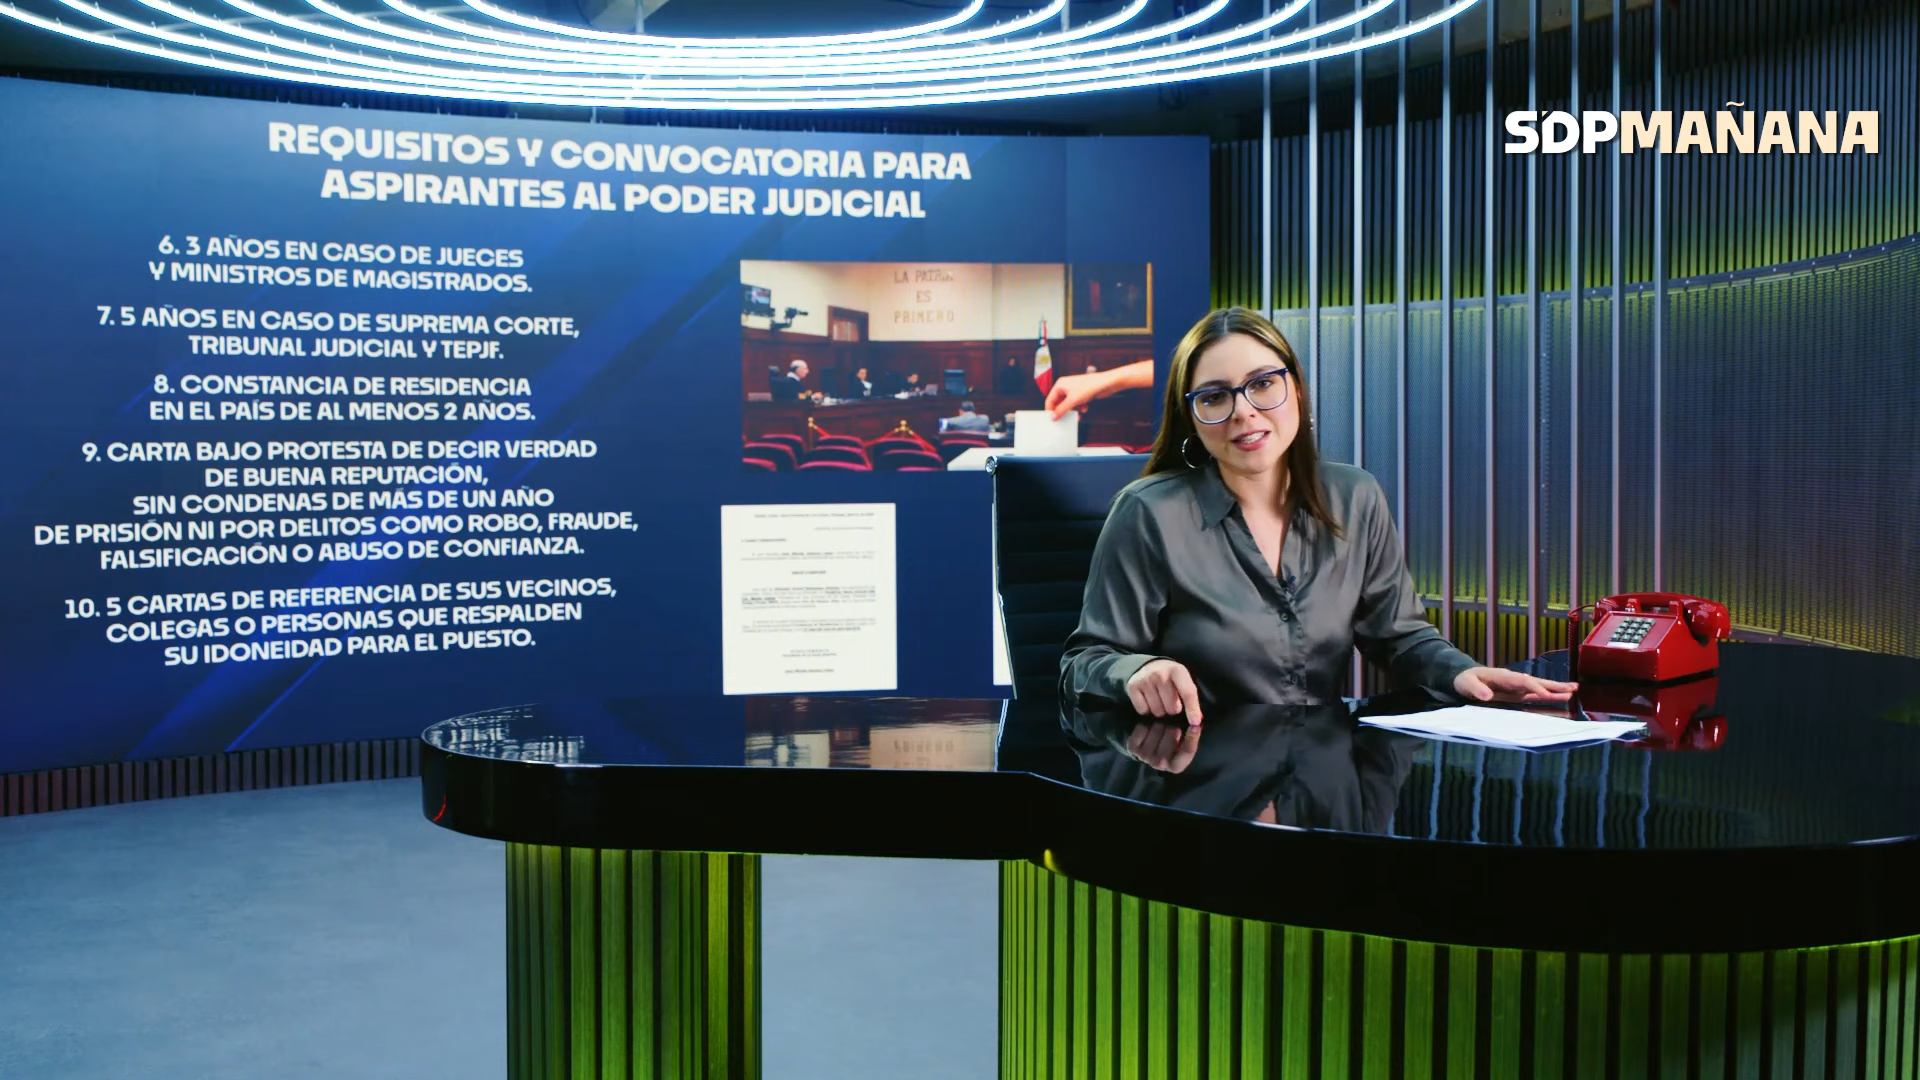 REQUISITOS Y CONVOCATORIA PARA
ASPIRANTES AL PODER JUDICIAL
6. 3 AÑOS EN CASO DE JUECES
Y MINISTROS DE MAGISTRADOS.
7. 5 AÑOS EN CASO DE SUPREMA CORTE,
TRIBUNAL JUDICIAL Y TEPJF.
8. CONSTANCIA DE RESIDENCIA
EN EL PAÍS DE AL MENOS 2 AÑOS.
9. CARTA BAJO PROTESTA DE DECIR VERDAD
DE BUENA REPUTACIÓN,
SIN CONDENAS DE MÁS DE UN AÑO
DE PRISIÓN NI POR DELITOS COMO ROBO, FRAUDE,
FALSIFICACIÓN O ABUSO DE CONFIANZA.
10. 5 CARTAS DE REFERENCIA DE SUS VECINOS,
COLEGAS O PERSONAS QUE RESPALDEN
SU IDONEIDAD PARA EL PUESTO.
LA PATRIA
ES
PRIMERO
SDPMAÑANA